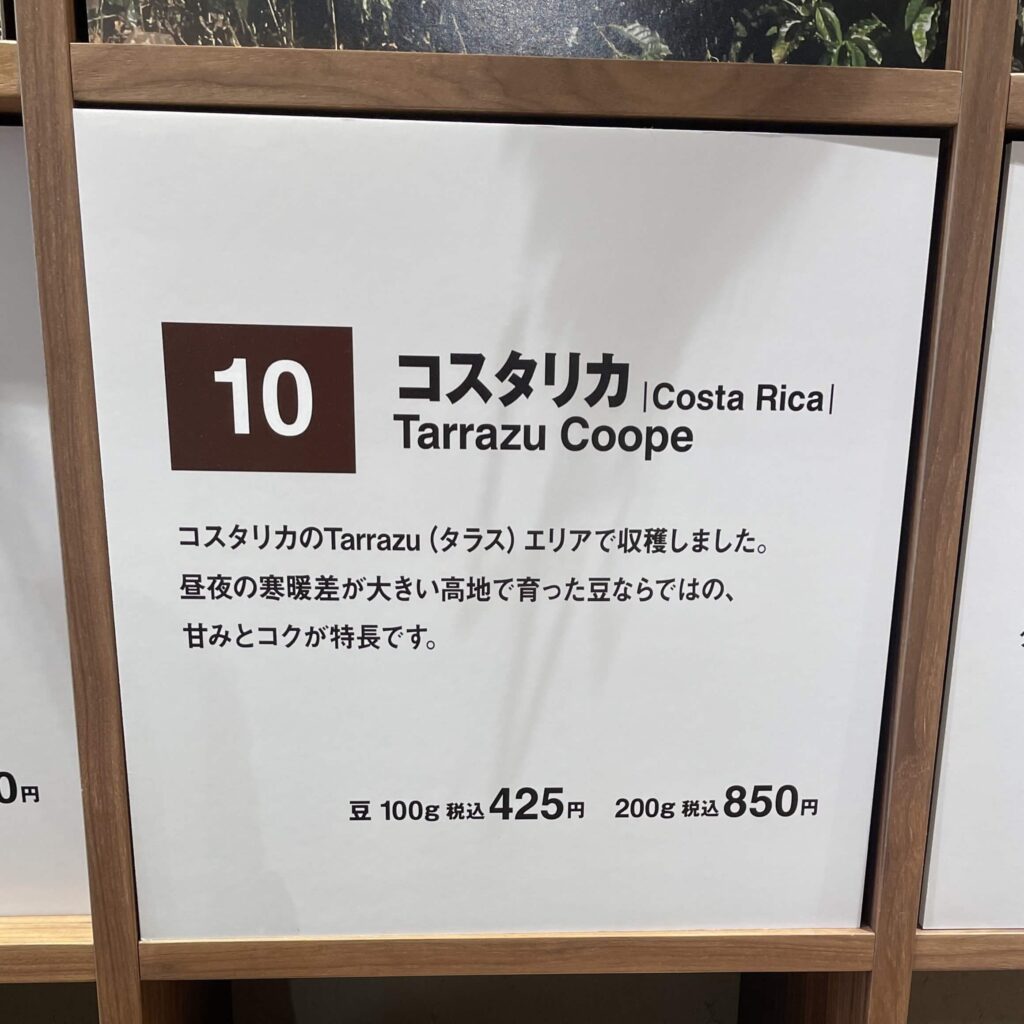 10
コスタリカ |Costa Rica|
Tarrazu Coope
コスタリカのTarrazu（タラス）エリアで収穫しました。
昼夜の寒暖差が大きい高地で育った豆ならではの、
甘みとコクが特長です。
豆 100g 税込425円 200g 税込850円
0円